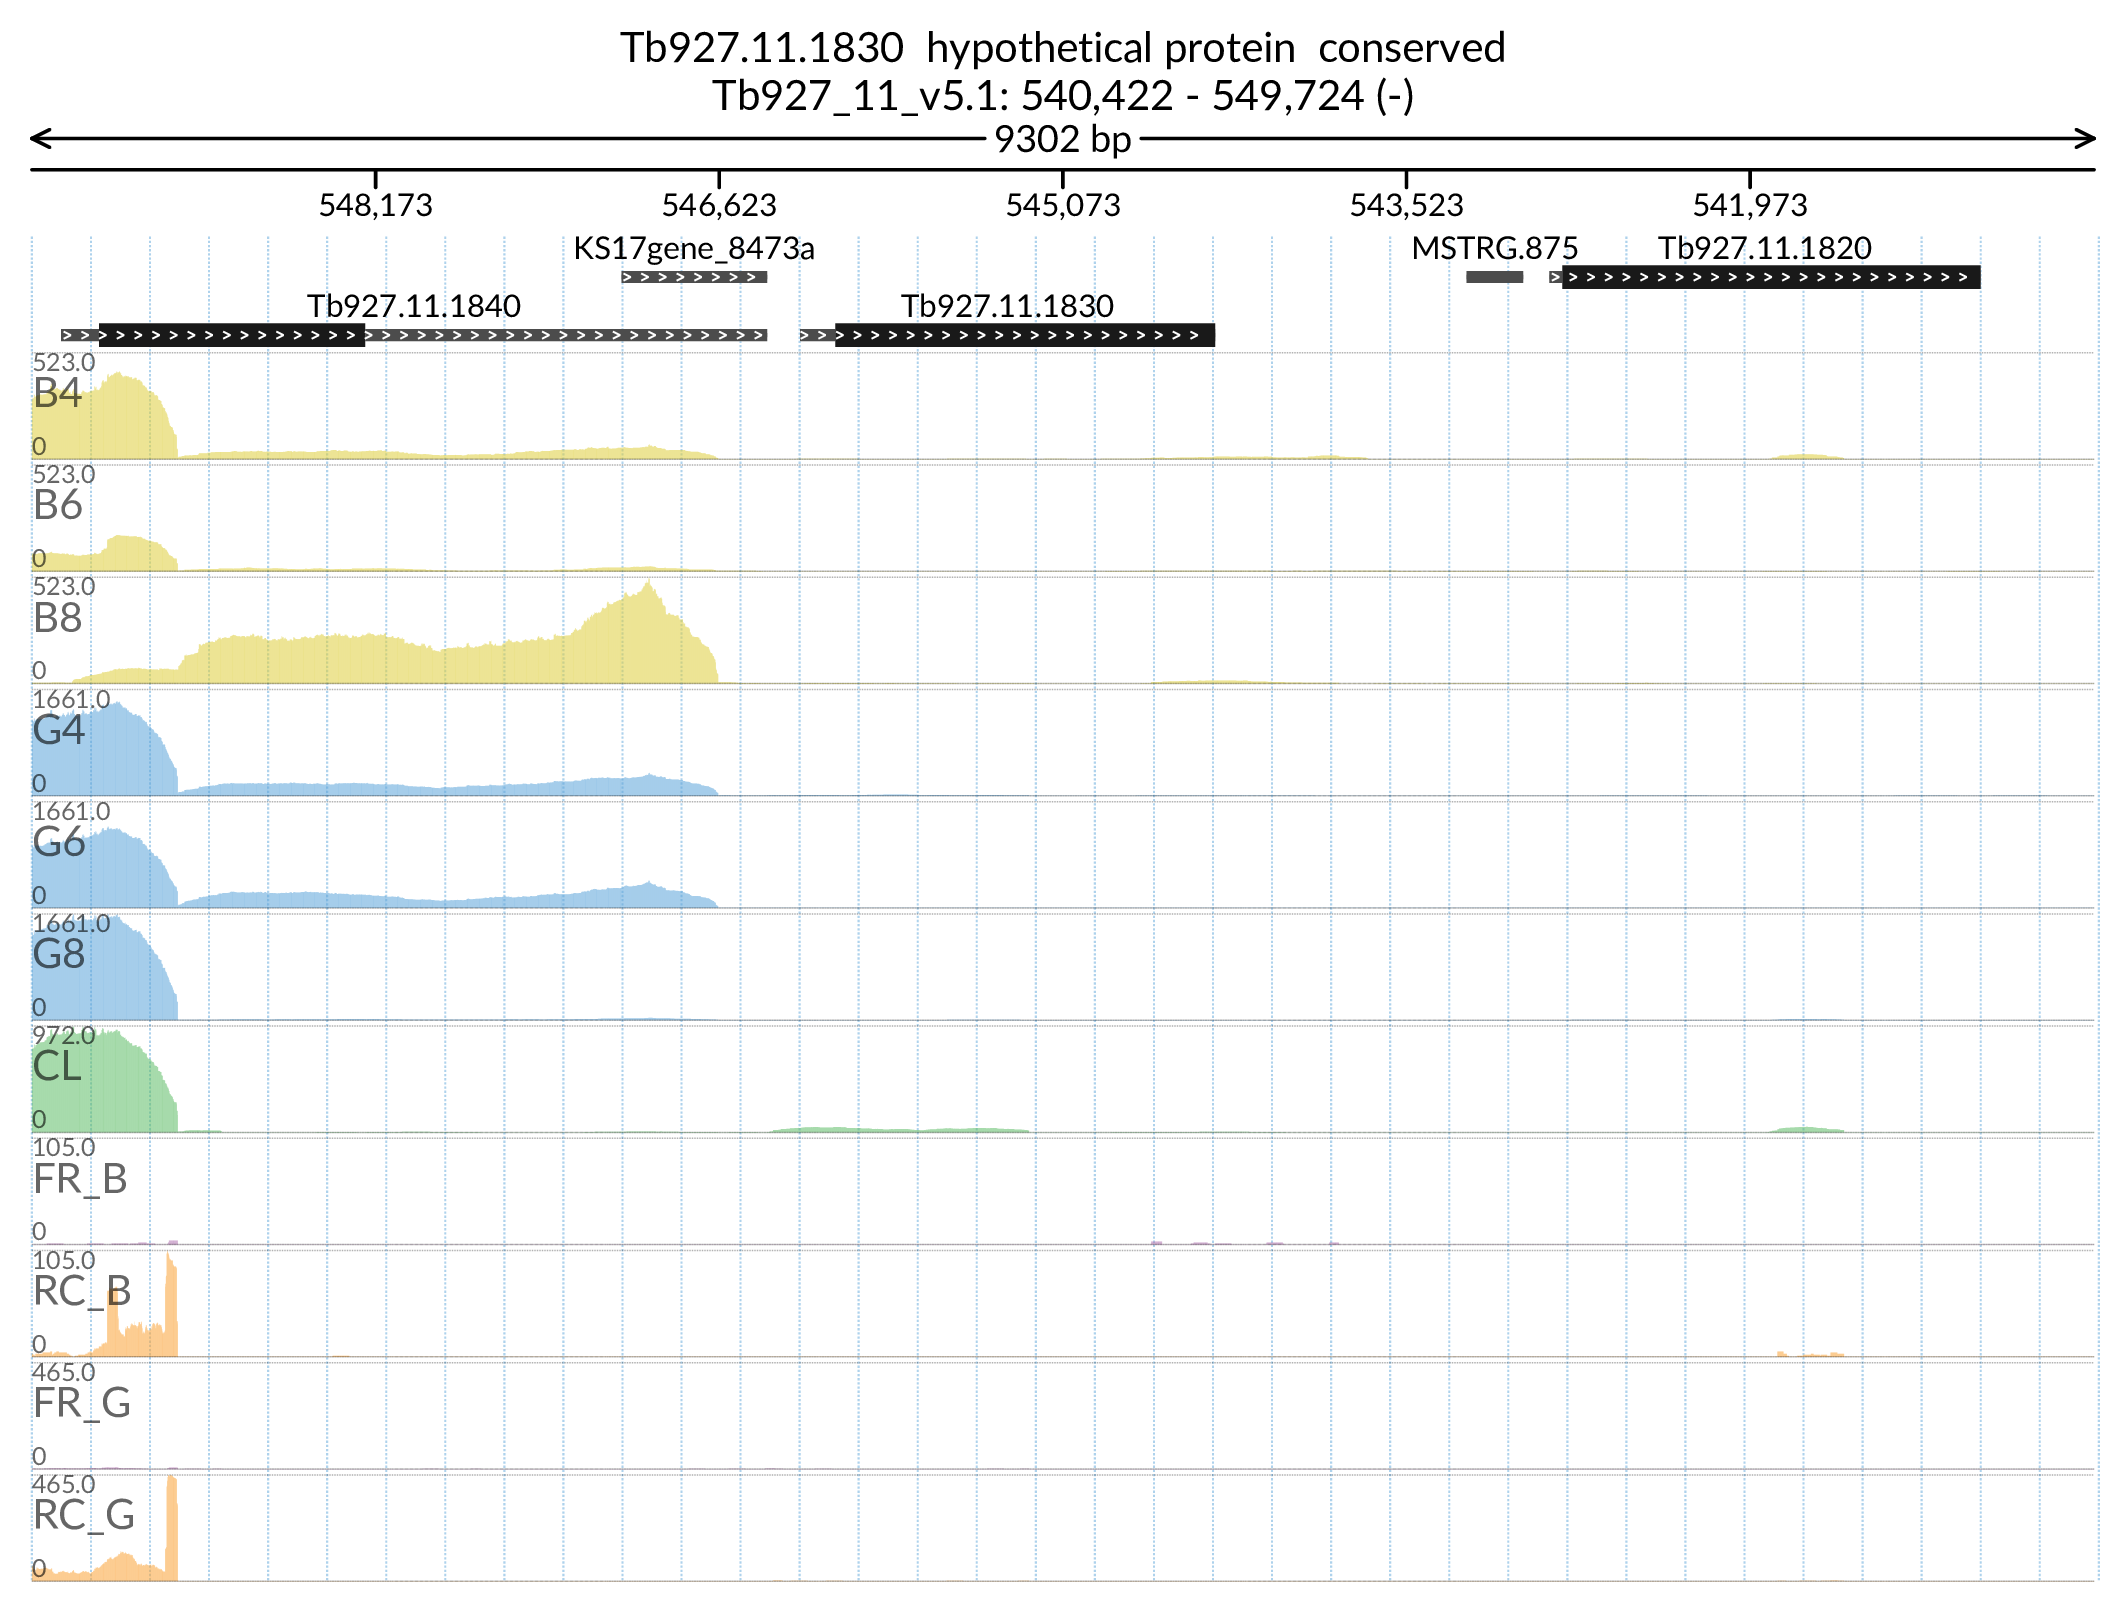 Tb927.11.1830  hypothetical protein  conserved
Tb927_11_v5.1: 540,422 - 549,724 (-)
9302 bp
548,173 546,623 545,073 543,523 541,973
KS17gene_8473a MSTRG.875 Tb927.11.1820
Tb927.11.1840 Tb927.11.1830
523.0
B4
0
523.0
B6
0
523.0
B8
0
1661.0
G4
0
1661.0
G6
0
1661.0
G8
0
972.0
CL
0
105.0
FR_B
0
105.0
RC_B
0
465.0
FR_G
0
465.0
RC_G
0